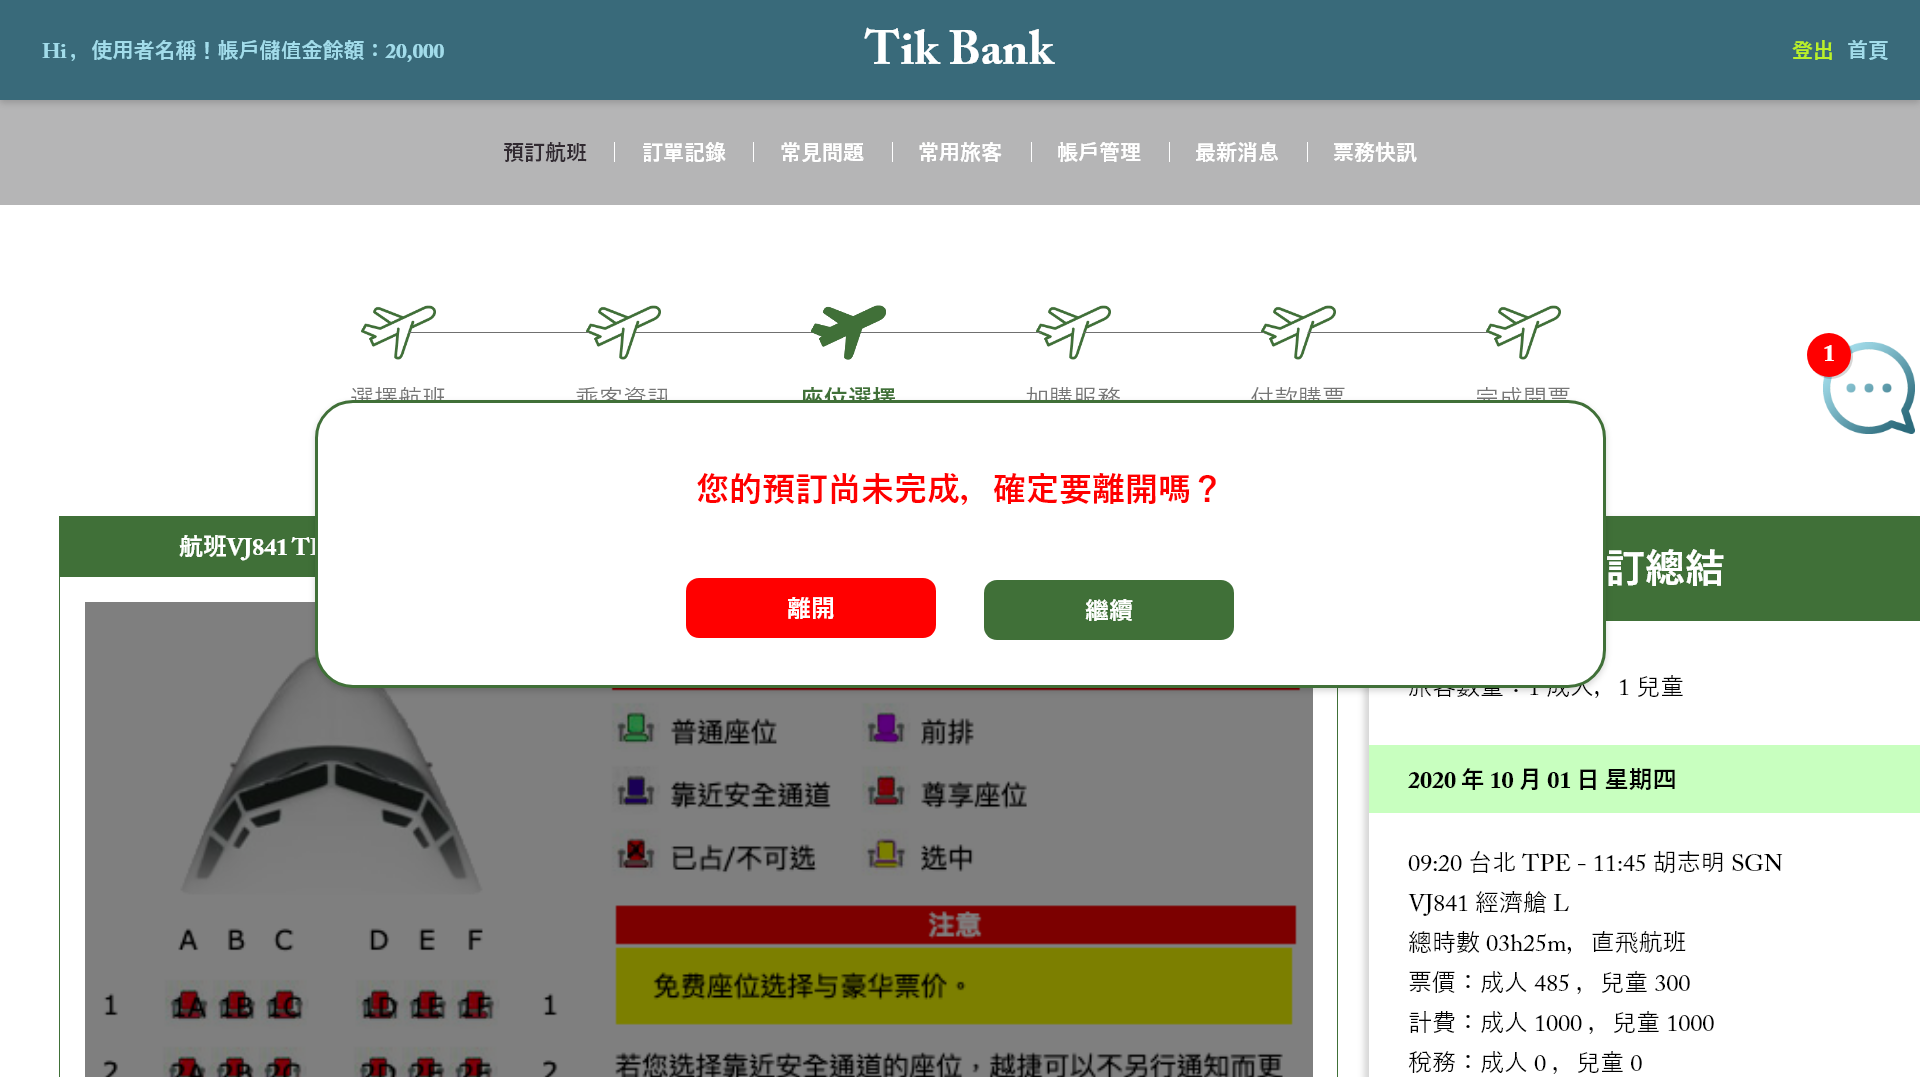 Hi，使用者名稱！帳戶儲值金餘額：20,000
Tik Bank
登出 首頁
預訂航班 訂單記錄 常見問題 常用旅客 帳戶管理 最新消息 票務快訊
1
選擇航班 乘客資訊 座位選擇 加購服務 付款購票 完成開票
您的預訂尚未完成，確定要離開嗎？
離開 繼續
航班VJ841
訂總結
旅客數量：1 成人，1 兒童
普通座位 前排
靠近安全通道 尊享座位
已占/不可选 选中
2020 年 10 月 01 日 星期四
09:20 台北 TPE - 11:45 胡志明 SGN
VJ841 經濟艙 L
總時數 03h25m，直飛航班
票價：成人 485，兒童 300
計費：成人 1000，兒童 1000
稅務：成人 0，兒童 0
注意
免费座位选择与豪华票价。
若您选择靠近安全通道的座位，越捷可以不另行通知而更
A B C D E F
1 1A 1B 1C 1D 1E 1F 1
2 2A 2B 2C 2D 2E 2F 2